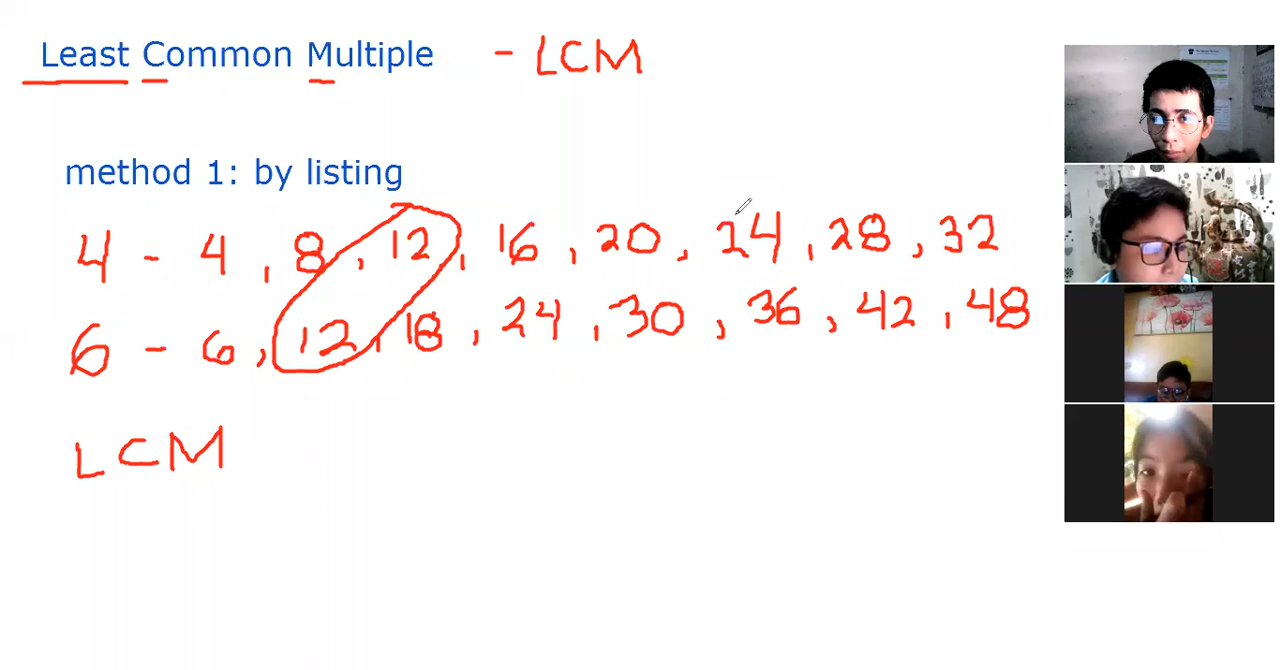 Least Common Multiple - LCM
method 1: by listing
4 - 4, 8, 12, 16, 20, 24, 28, 32
6 - 6, 12, 18, 24, 30, 36, 42, 48
LCM